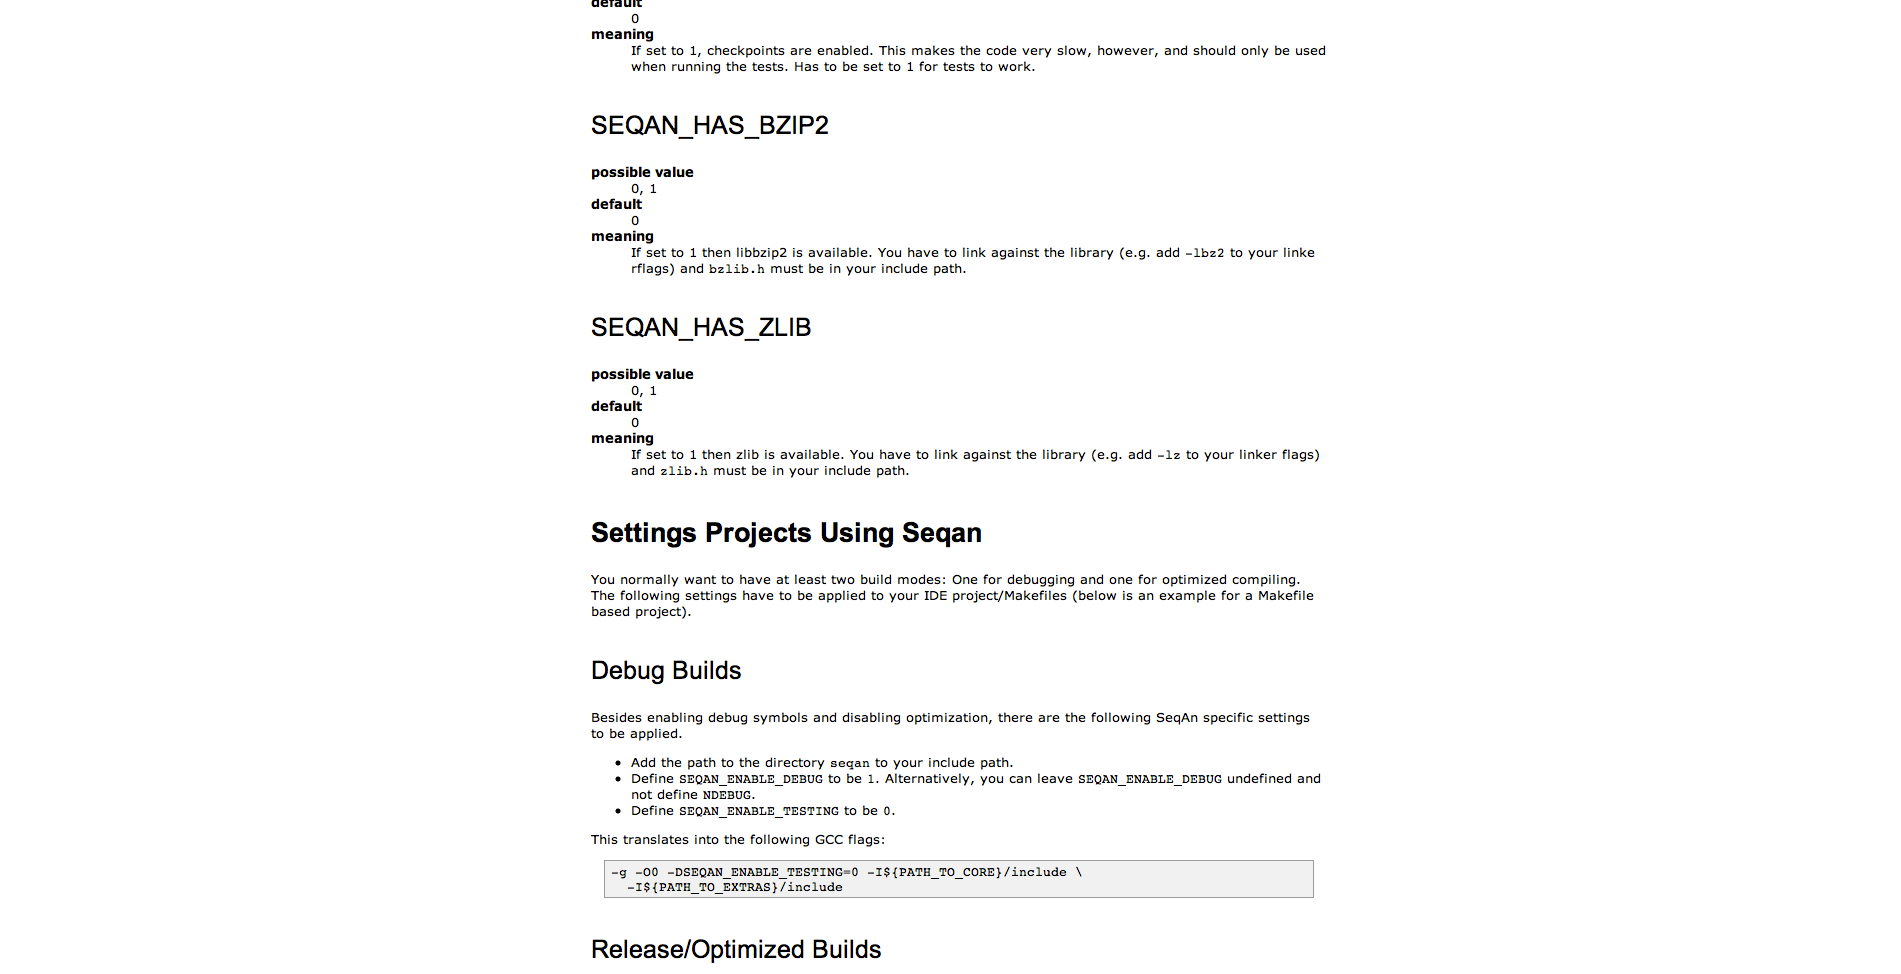 default
0
meaning
If set to 1, checkpoints are enabled. This makes the code very slow, however, and should only be used
when running the tests. Has to be set to 1 for tests to work.
SEQAN_HAS_BZIP2
possible value
0, 1
default
0
meaning
If set to 1 then libbzip2 is available. You have to link against the library (e.g. add -lbz2 to your linke
rflags) and bzlib.h must be in your include path.
SEQAN_HAS_ZLIB
possible value
0, 1
default
0
meaning
If set to 1 then zlib is available. You have to link against the library (e.g. add -lz to your linker flags)
and zlib.h must be in your include path.
Settings Projects Using Seqan
You normally want to have at least two build modes: One for debugging and one for optimized compiling.
The following settings have to be applied to your IDE project/Makefiles (below is an example for a Makefile
based project).
Debug Builds
Besides enabling debug symbols and disabling optimization, there are the following SeqAn specific settings
to be applied.
• Add the path to the directory seqan to your include path.
• Define SEQAN_ENABLE_DEBUG to be 1. Alternatively, you can leave SEQAN_ENABLE_DEBUG undefined and
not define NDEBUG.
• Define SEQAN_ENABLE_TESTING to be 0.
This translates into the following GCC flags:
-g -O0 -DSEQAN_ENABLE_TESTING=0 -I${PATH_TO_CORE}/include \
-I${PATH_TO_EXTRAS}/include
Release/Optimized Builds